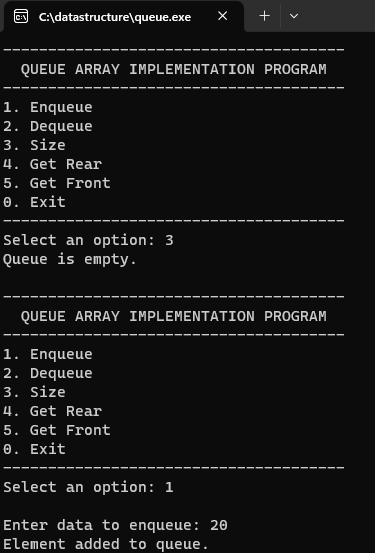 C:\datastructure\queue.exe
--------------------------------------
  QUEUE ARRAY IMPLEMENTATION PROGRAM
--------------------------------------
1. Enqueue
2. Dequeue
3. Size
4. Get Rear
5. Get Front
0. Exit
--------------------------------------
Select an option: 3
Queue is empty.

--------------------------------------
  QUEUE ARRAY IMPLEMENTATION PROGRAM
--------------------------------------
1. Enqueue
2. Dequeue
3. Size
4. Get Rear
5. Get Front
0. Exit
--------------------------------------
Select an option: 1

Enter data to enqueue: 20
Element added to queue.